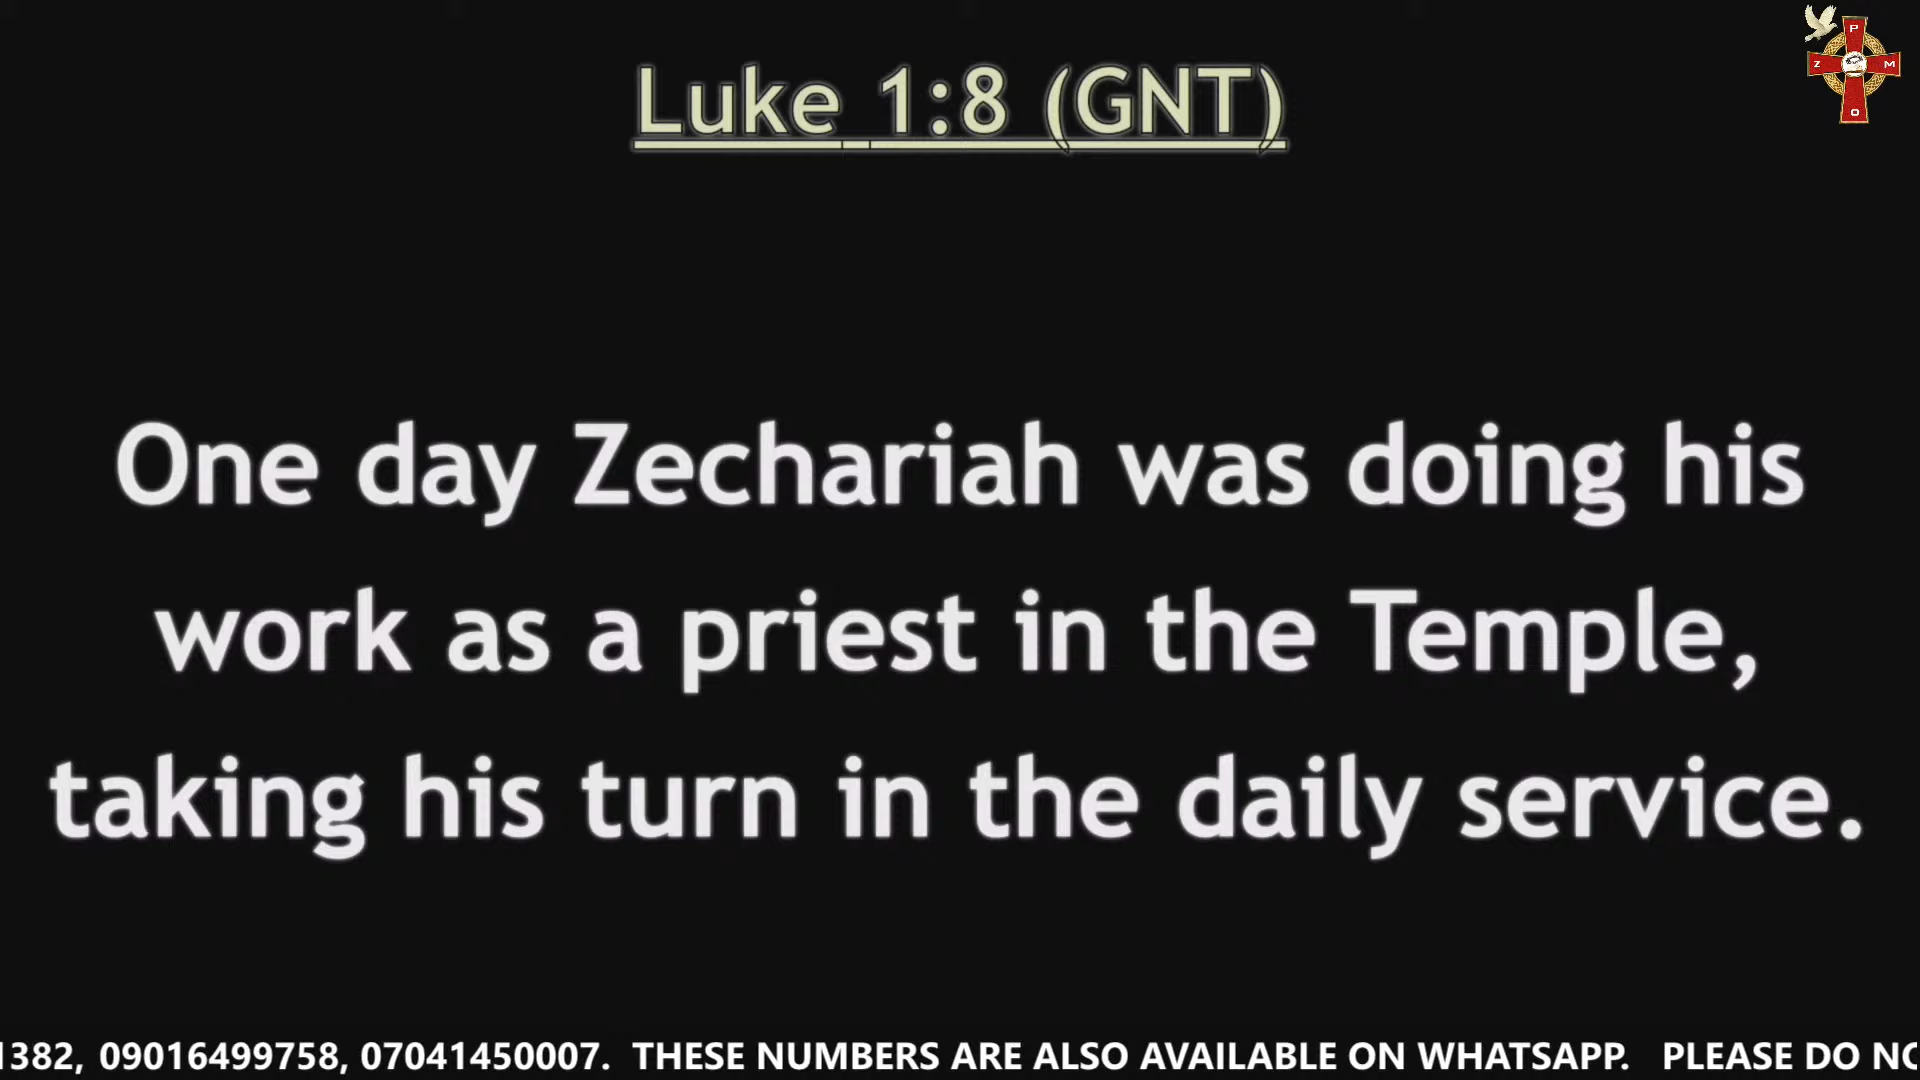 Luke 1:8 (GNT)
P
Z M
O
One day Zechariah was doing his
work as a priest in the Temple,
taking his turn in the daily service.
1382, 09016499758, 07041450007. THESE NUMBERS ARE ALSO AVAILABLE ON WHATSAPP. PLEASE DO NO